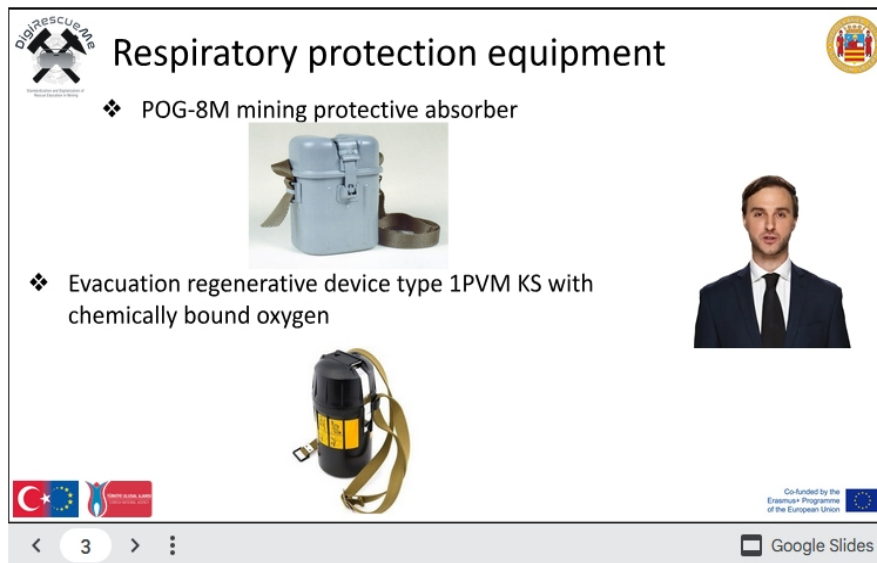 DigiRescueMe
Respiratory protection equipment
❖ POG-8M mining protective absorber
❖ Evacuation regenerative device type 1PVM KS with
chemically bound oxygen
Co-funded by the
Erasmus+ Programme
of the European Union
3
Google Slides